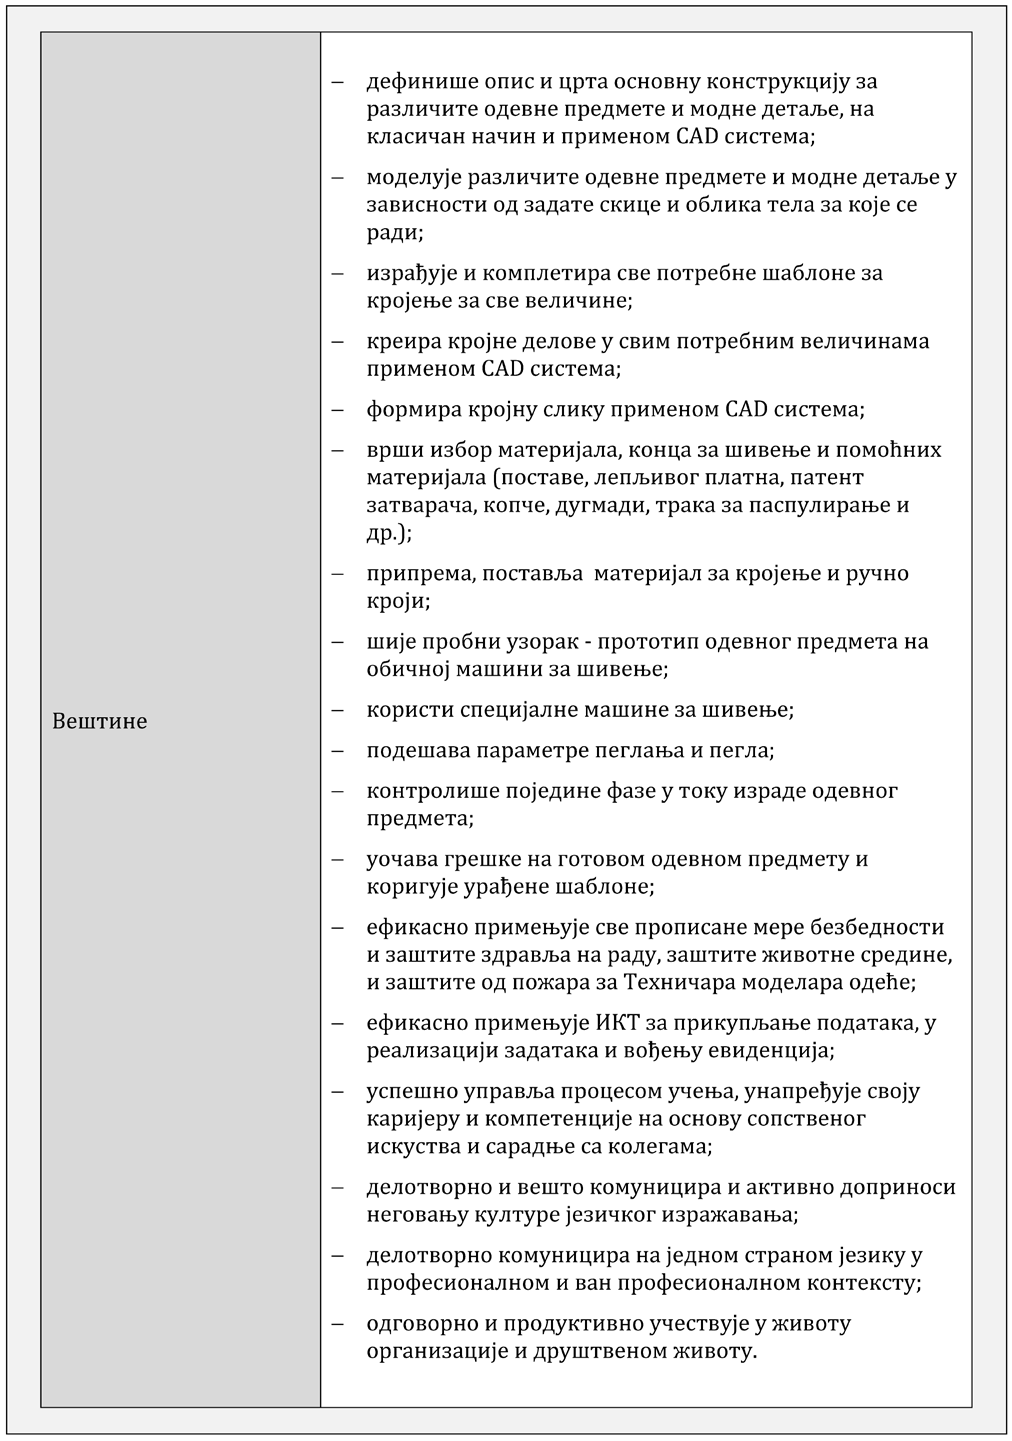 Вештине
– дефинише опис и црта основну конструкцију за
различите одевне предмете и модне детаље, на
класичан начин и применом CAD система;
– моделује различите одевне предмете и модне детаље у
зависности од задате скице и облика тела за које се
ради;
– израђује и комплетира све потребне шаблоне за
кројење за све величине;
– креира кројне делове у свим потребним величинама
применом CAD система;
– формира кројну слику применом CAD система;
– врши избор материјала, конца за шивење и помоћних
материјала (поставе, лепљивог платна, патент
затварача, копче, дугмади, трака за паспулирање и
др.);
– припрема, поставља  материјал за кројење и ручно
кроји;
– шије пробни узорак - прототип одевног предмета на
обичној машини за шивење;
– користи специјалне машине за шивење;
– подешава параметре пеглања и пегла;
– контролише поједине фазе у току израде одевног
предмета;
– уочава грешке на готовом одевном предмету и
коригује урађене шаблоне;
– ефикасно примењује све прописане мере безбедности
и заштите здравља на раду, заштите животне средине,
и заштите од пожара за Техничара моделара одеће;
– ефикасно примењује ИКТ за прикупљање података, у
реализацији задатака и вођењу евиденција;
– успешно управља процесом учења, унапређује своју
каријеру и компетенције на основу сопственог
искуства и сарадње са колегама;
– делотворно и вешто комуницира и активно доприноси
неговању културе језичког изражавања;
– делотворно комуницира на једном страном језику у
професионалном и ван професионалном контексту;
– одговорно и продуктивно учествује у животу
организације и друштвеном животу.